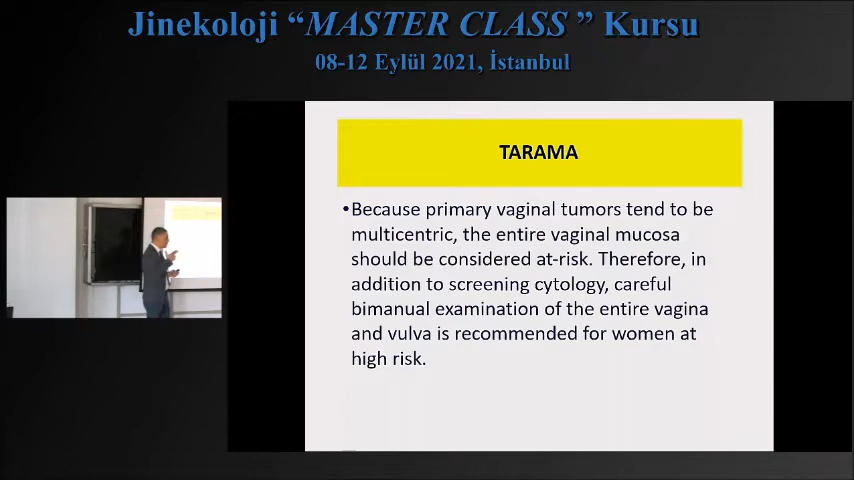 Jinekoloji “MASTER CLASS ” Kursu
08-12 Eylül 2021, İstanbul
TARAMA
•Because primary vaginal tumors tend to be
multicentric, the entire vaginal mucosa
should be considered at-risk. Therefore, in
addition to screening cytology, careful
bimanual examination of the entire vagina
and vulva is recommended for women at
high risk.